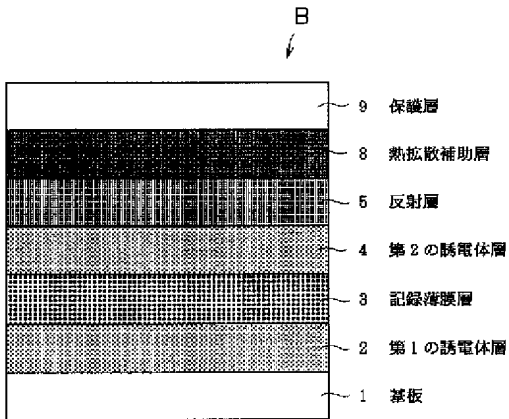 B
9 保護層
8 熱拡散補助層
5 反射層
4 第2の誘電体層
3 記録薄膜層
2 第1の誘電体層
1 基板